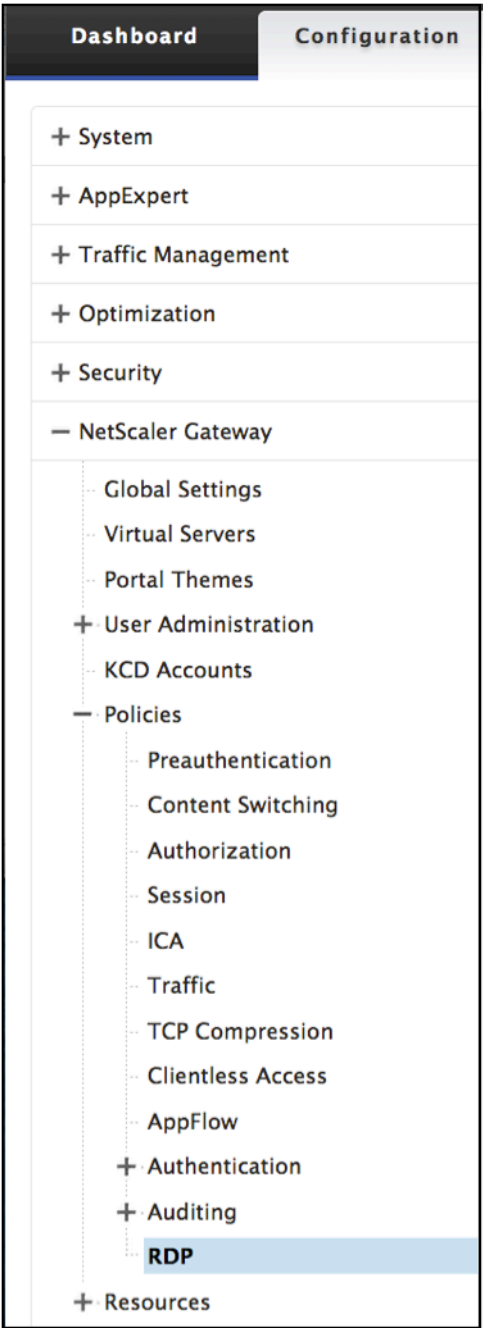 Dashboard Configuration
System
AppExpert
Traffic Management
Optimization
Security
NetScaler Gateway
Global Settings
Virtual Servers
Portal Themes
User Administration
KCD Accounts
Policies
Preauthentication
Content Switching
Authorization
Session
ICA
Traffic
TCP Compression
Clientless Access
AppFlow
Authentication
Auditing
RDP
Resources